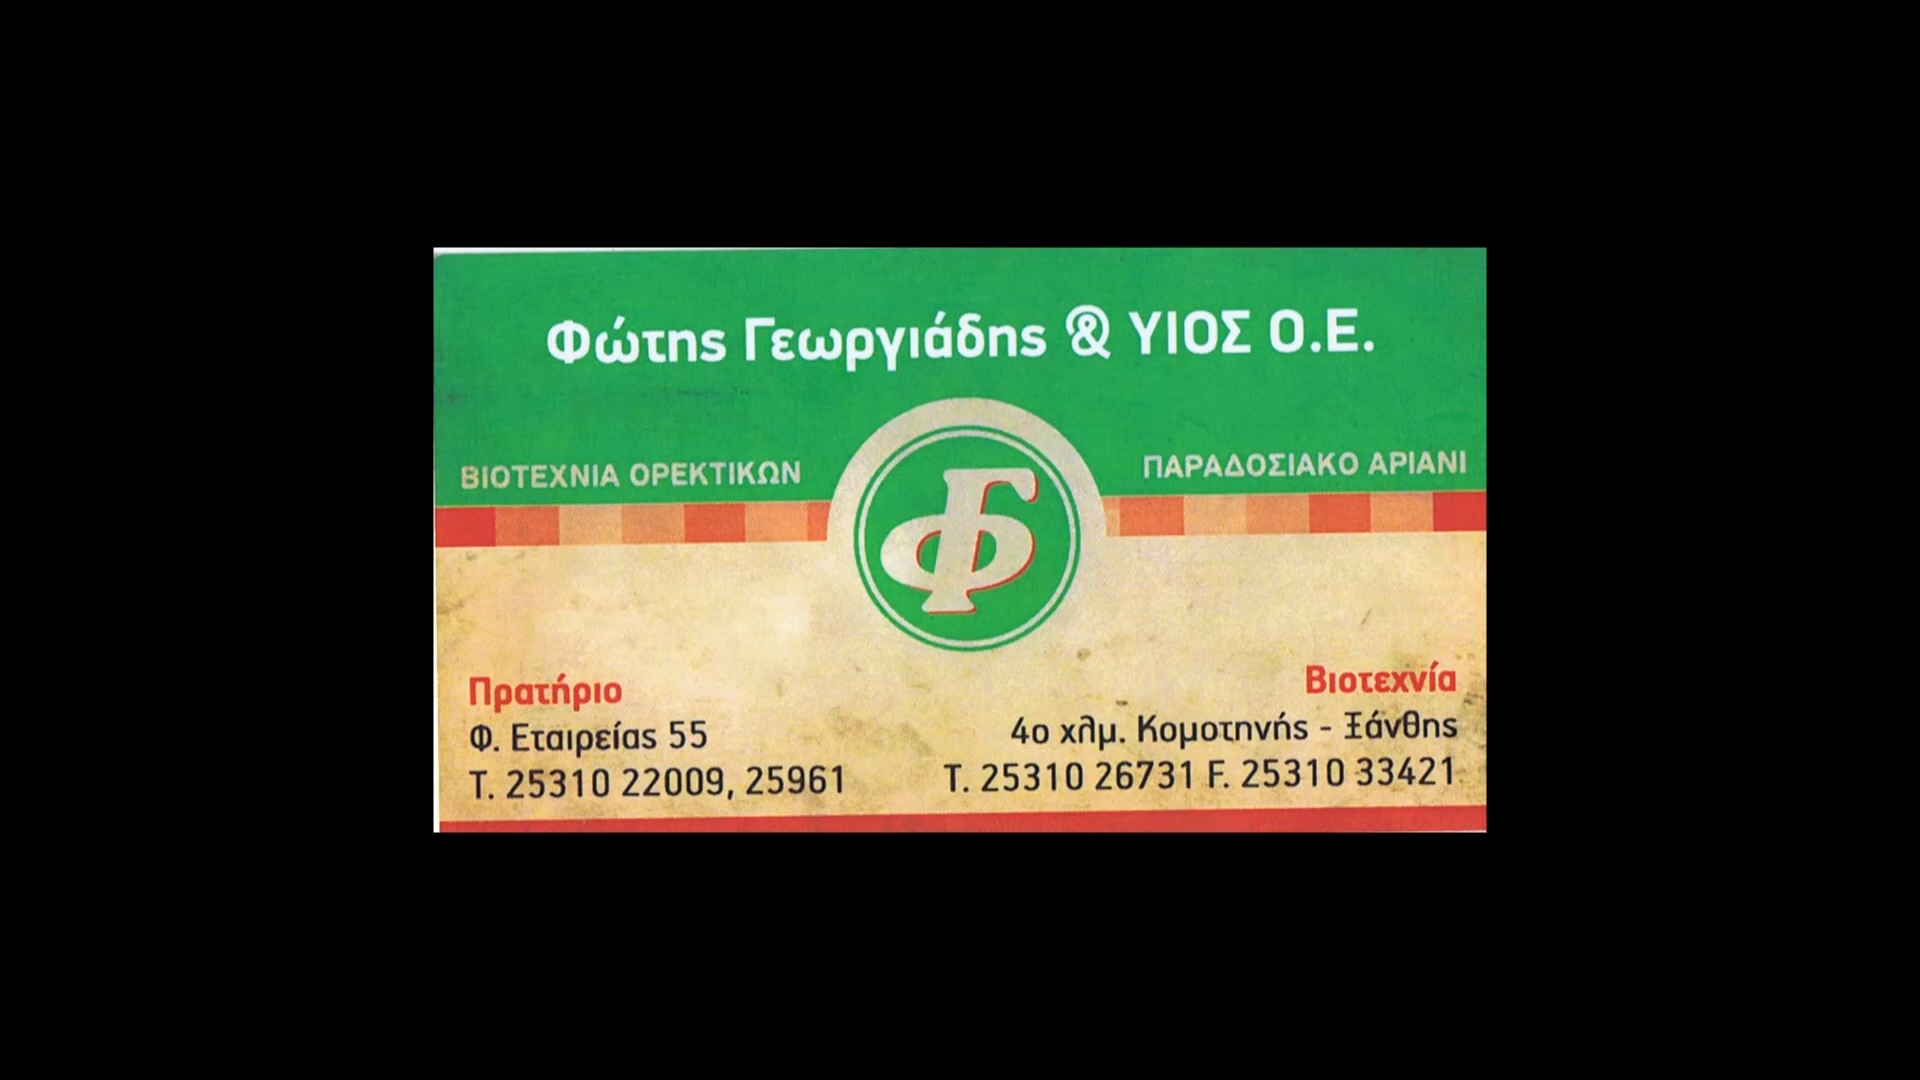 Φώτης Γεωργιάδης & ΥΙΟΣ Ο.Ε.
ΒΙΟΤΕΧΝΙΑ ΟΡΕΚΤΙΚΩΝ
ΠΑΡΑΔΟΣΙΑΚΟ ΑΡΙΑΝΙ
ΦΓ
Πρατήριο
Φ. Εταιρείας 55
Τ. 25310 22009, 25961
Βιοτεχνία
4ο χλμ. Κομοτηνής - Ξάνθης
Τ. 25310 26731 F. 25310 33421